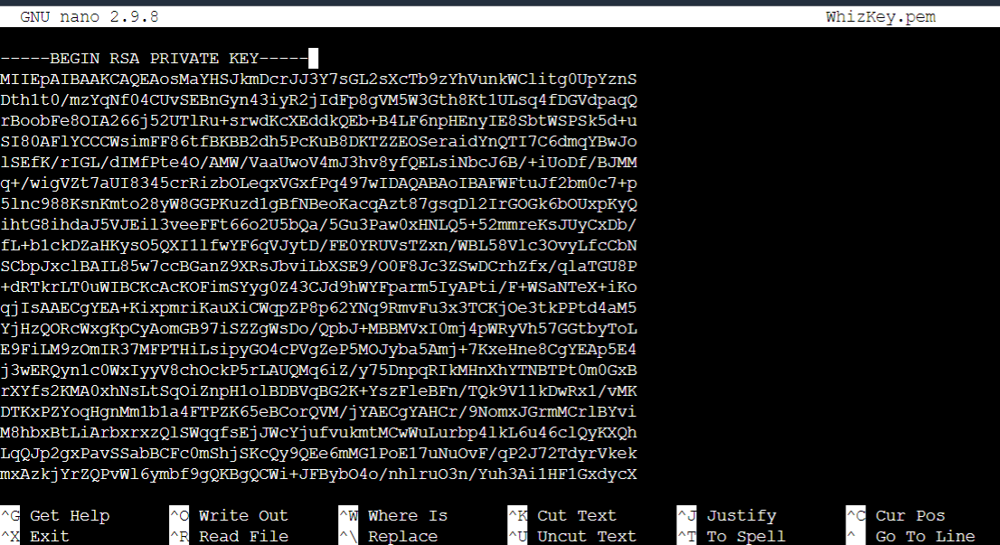 GNU nano 2.9.8 WhizKey.pem
-----BEGIN RSA PRIVATE KEY-----
MIIEpAIBAAKCAQEAosMaYHSJkmDcrJJ3Y7sGL2sXcTb9zYhVunkWClitg0UpYznS
Dth1t0/mzYqNf04CUvSEBnGyn43iyR2jIdFp8gVM5W3Gth8Kt1ULsq4fDGVdpaqQ
rBoobFe8OIA266j52UTlRu+srwdKcXEddkQEb+B4LF6npHEnyIE8SbtWSPSk5d+u
SI80AFlYCCCWsimFF86tfBKBB2dh5PcKuB8DKTZZEOSeraidYnQTI7C6dmqYBwJo
lSEfK/rIGL/dIMfPte4O/AMW/VaaUwoV4mJ3hv8yfQELsiNbcJ6B/+iUoDf/BJMM
q+/wigVZt7aUI8345crRizbOLeqxVGxfPq497wIDAQABAoIBAFWFtuJf2bm0c7+p
5lnc988KsnKmto28yW8GGPKuzd1gBfNBeoKacqAzt87gsqDl2IrGOGk6bOUxpKyQ
ihtG8ihdaJ5VJEil3veeFFt66o2U5bQa/5Gu3Paw0xHNLQ5+52mmreKsJUyCxDb/
fL+b1ckDZaHKysO5QXI1lfwYF6qVJytD/FE0YRUVsTZxn/WBL58Vlc3OvyLfcCbN
SCbpJxclBAIL85w7ccBGanZ9XRsJbviLbXSE9/O0F8Jc3ZSwDCrhZfx/qlaTGU8P
+dRTkrLT0uWIBCKcAcKOFimSYyg0Z43CJd9hWYFparm5IyAPti/F+WSaNTeX+iKo
qjIsAAECgYEA+KixpmriKauXiCWqpZP8p62YNq9RmvFu3x3TCKjOe3tkPPtd4aM5
YjHzQORcWxgKpCyAomGB97iSZZgWsDo/QpbJ+MBBMVxI0mj4pWRyVh57GGtbyToL
E9FiLM9zOmIR37MFPTHiLsipyGO4cPVgZeP5MOJyba5Amj+7KxeHne8CgYEAp5E4
j3wERQyn1c0WxIyyV8chOckP5rLAUQMq6iZ/y75DnpqRIkMHnXhYTNBTPt0m0GxB
rXYfs2KMA0xhNsLtSqOiZnpH1olBDBVqBG2K+YszFleBFn/TQk9V11kDwRx1/vMK
DTKxPZYoqHgnMm1b1a4FTPZK65eBCorQVM/jYAECgYAHCr/9NomxJGrmMCrlBYvi
M8hbxBtLiArbxrxzQlSWqqfsEjJWcYjufvukmtMCwWuLurbp4lkL6u46clQyKXQh
LqQJp2gxPavSSabBCFc0mShjSKcQy9QEe6mMG1PoE17uNuOvF/qP2J72TdyrVkek
mxAzkjYrZQPvWl6ymbf9gQKBgQCWi+JFBybO4o/nhlruO3n/Yuh3Ai1HF1GxdycX
^G Get Help ^O Write Out ^W Where Is ^K Cut Text ^J Justify ^C Cur Pos
^X Exit ^R Read File ^\ Replace ^U Uncut Text ^T To Spell ^ Go To Line